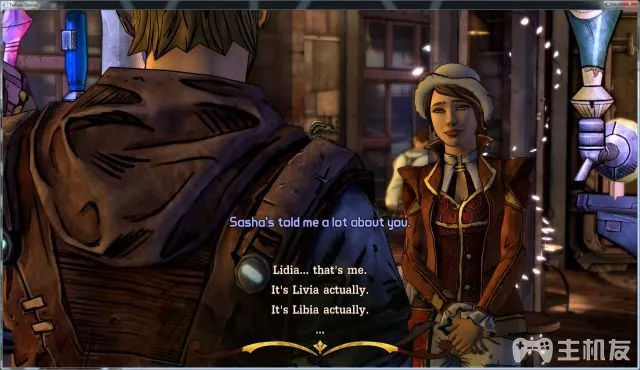 Telltale Games
Sasha's told me a lot about you.
Lidia... that's me.
It's Livia actually.
It's Libia actually.
...
主机友